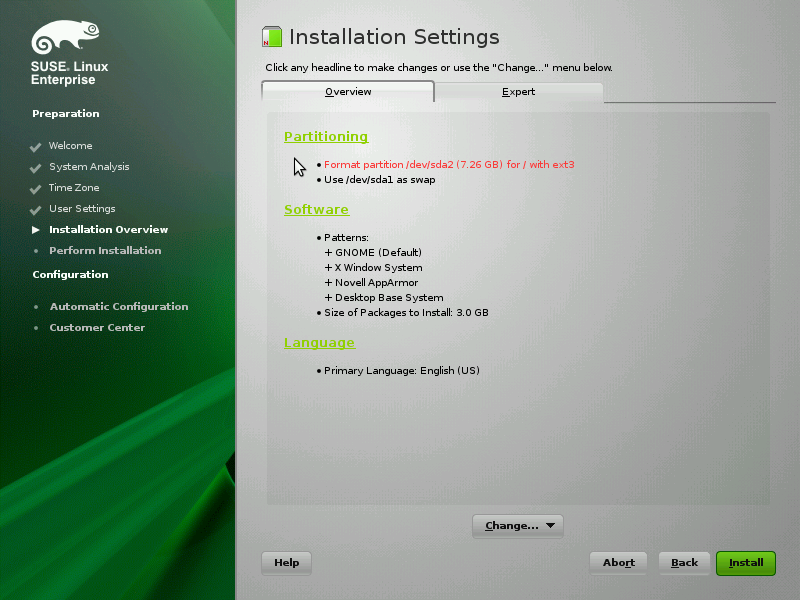 SUSE® Linux
Enterprise
Preparation
Welcome
System Analysis
Time Zone
User Settings
Installation Overview
Perform Installation
Configuration
Automatic Configuration
Customer Center
Installation Settings
Click any headline to make changes or use the "Change..." menu below.
Overview
Expert
Partitioning
• Format partition /dev/sda2 (7.26 GB) for / with ext3
• Use /dev/sda1 as swap
Software
• Patterns:
+ GNOME (Default)
+ X Window System
+ Novell AppArmor
+ Desktop Base System
• Size of Packages to Install: 3.0 GB
Language
• Primary Language: English (US)
Change...
Help
Abort
Back
Install